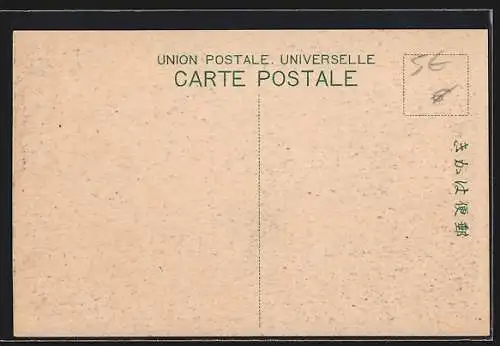 UNION POSTALE. UNIVERSELLE
CARTE POSTALE
きかは便郵